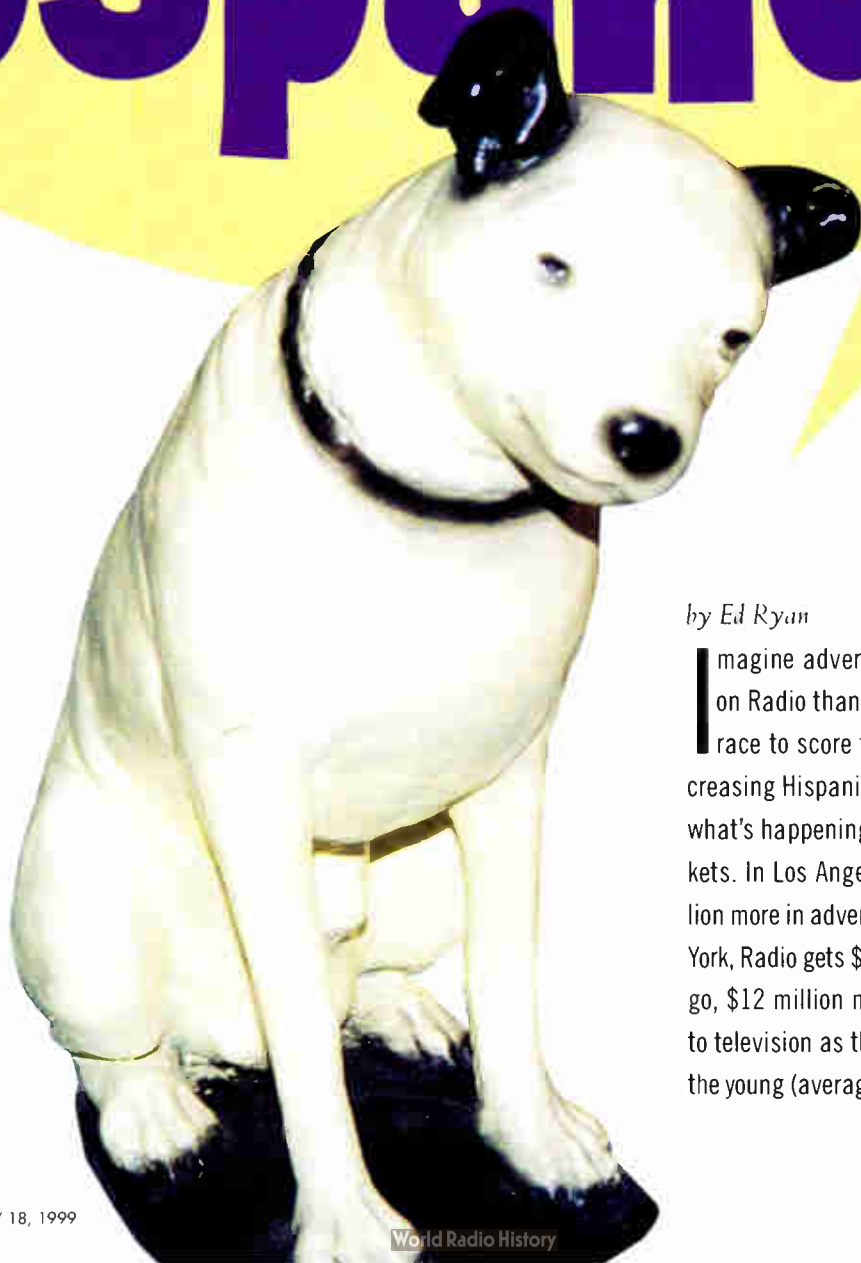 spano
by Ed Ryan
Imagine adver
on Radio than
race to score
creasing Hispani
what's happening
kets. In Los Ange
lion more in adver
York, Radio gets $
go, $12 million m
to television as t
the young (averag
18, 1999
World Radio History